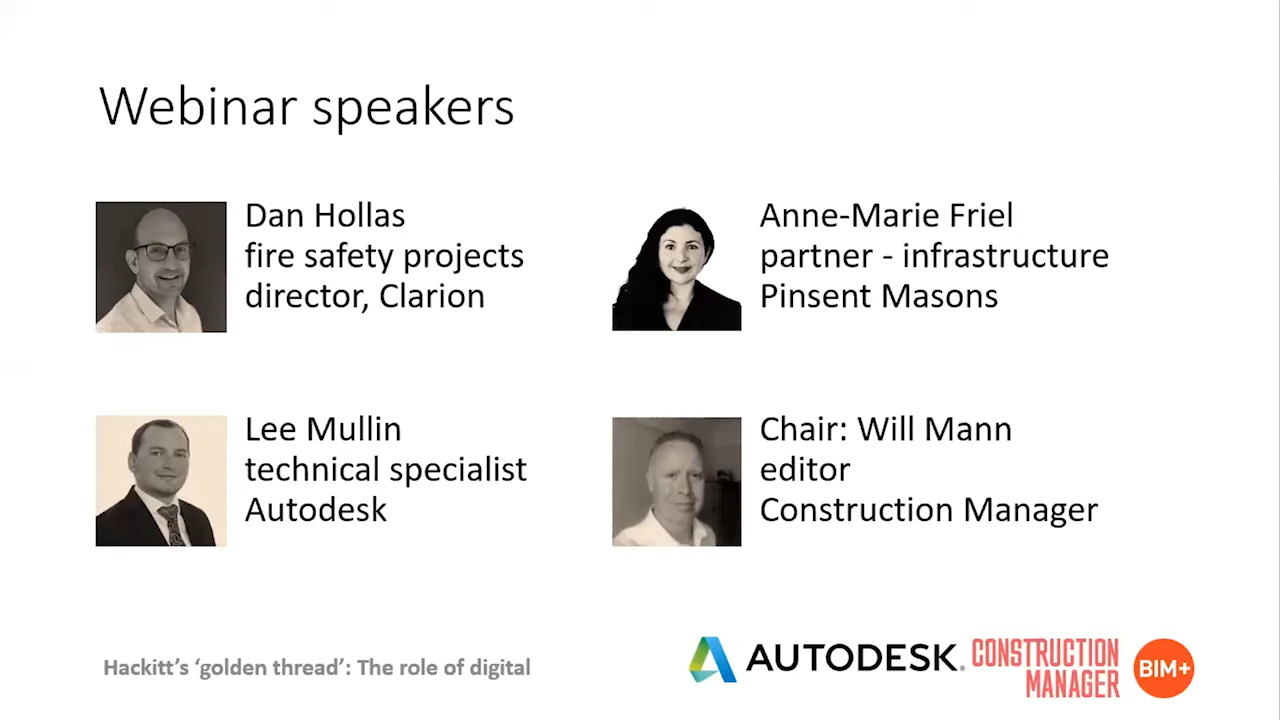 Webinar speakers
Dan Hollas
fire safety projects
director, Clarion
Anne-Marie Friel
partner - infrastructure
Pinsent Masons
Lee Mullin
technical specialist
Autodesk
Chair: Will Mann
editor
Construction Manager
Hackitt’s ‘golden thread’: The role of digital
AUTODESK.
CONSTRUCTION
MANAGER
BIM+